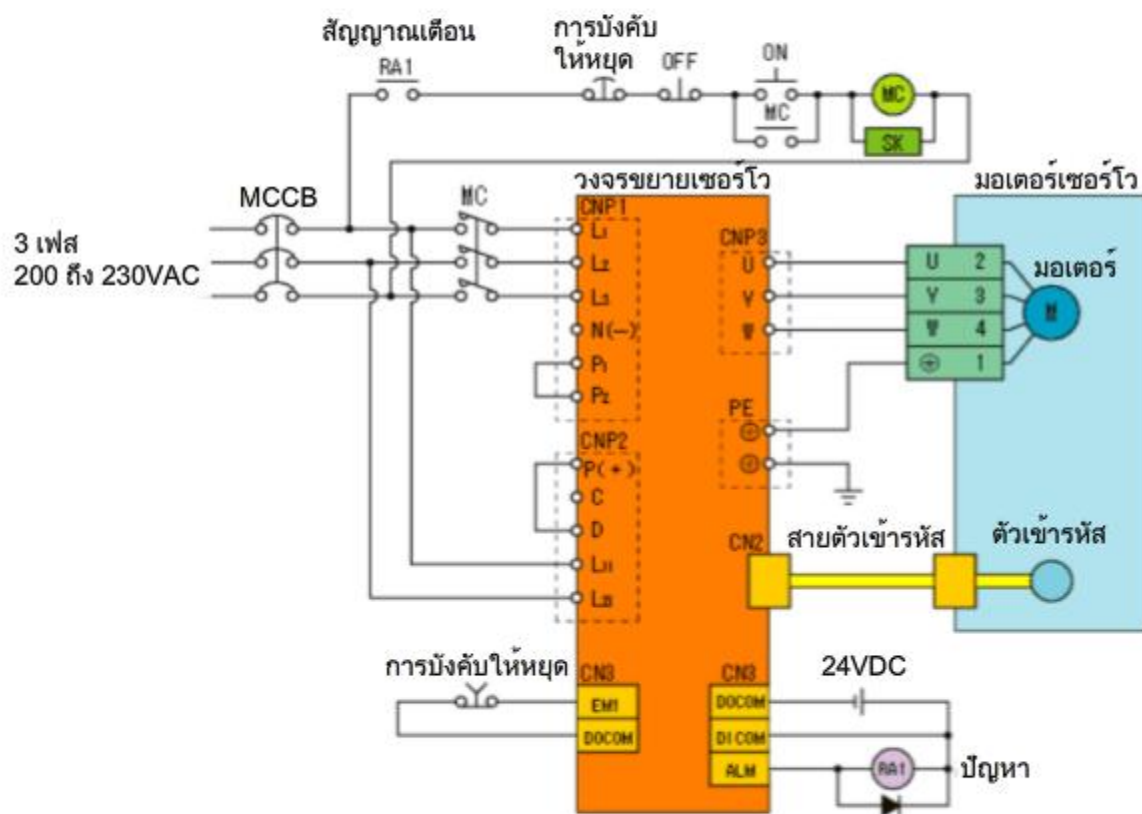 สัญญาณเตือน
RA1
การบังคับ
ให้หยุด
OFF
ON
MC
MC
SK
MCCB
MC
3 เฟส
200 ถึง 230VAC
วงจรขยายเซอร์โว
มอเตอร์เซอร์โว
CNP1
L1
L2
L3
N(−)
P1
P2
CNP3
U
V
W
U 2
Y 3
W 4
1
มอเตอร์
M
PE
CNP2
P(+)
C
D
L11
L21
CN2
สายตัวเข้ารหัส
ตัวเข้ารหัส
การบังคับให้หยุด
CN3
EM1
DOCOM
CN3
DOCOM
DICOM
ALM
24VDC
RA1
ปัญหา